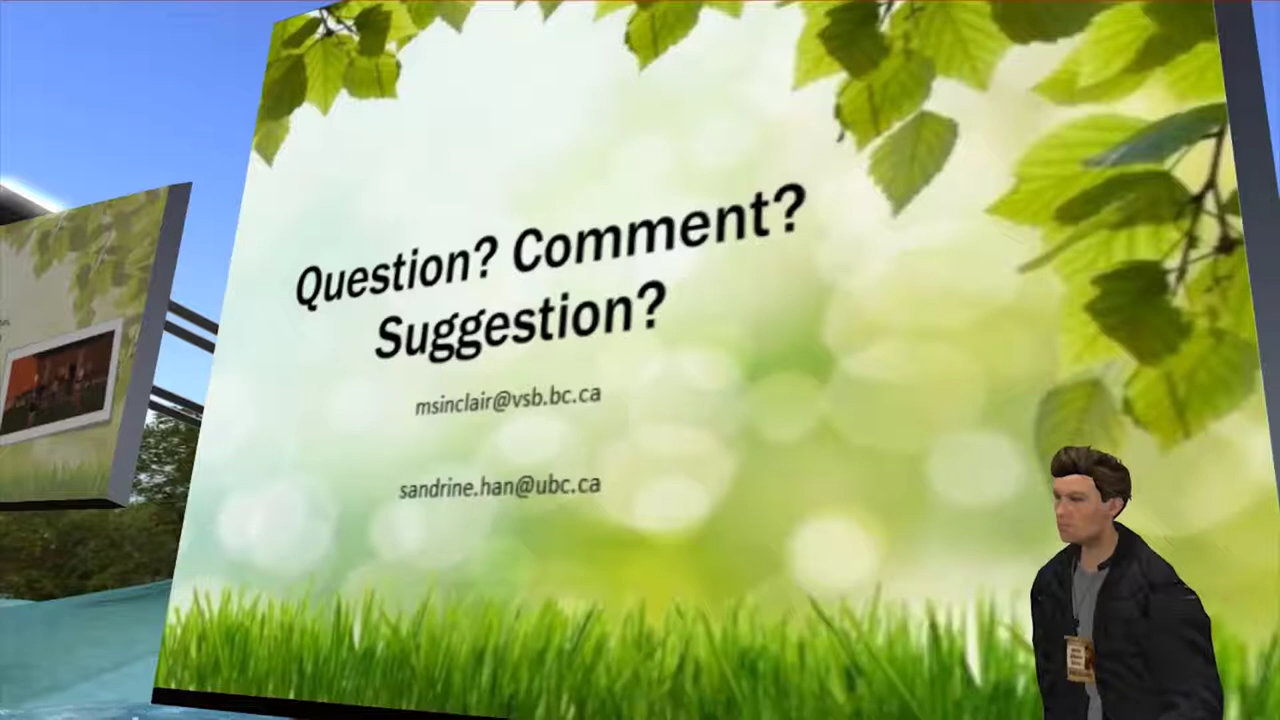 Question? Comment?
Suggestion?
msinclair@vsb.bc.ca
sandrine.han@ubc.ca